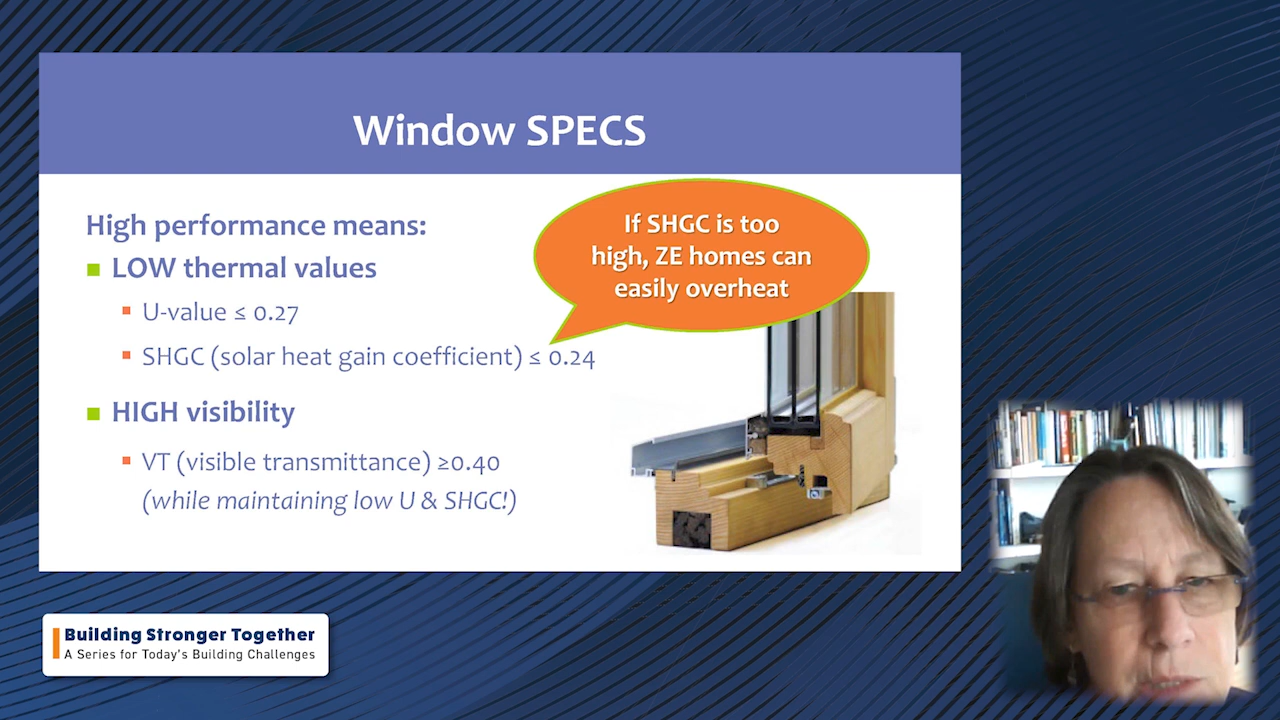 Window SPECS
High performance means:
LOW thermal values
U-value ≤ 0.27
SHGC (solar heat gain coefficient) ≤ 0.24
HIGH visibility
VT (visible transmittance) ≥0.40
(while maintaining low U & SHGC!)
If SHGC is too
high, ZE homes can
easily overheat
Building Stronger Together
A Series for Today's Building Challenges